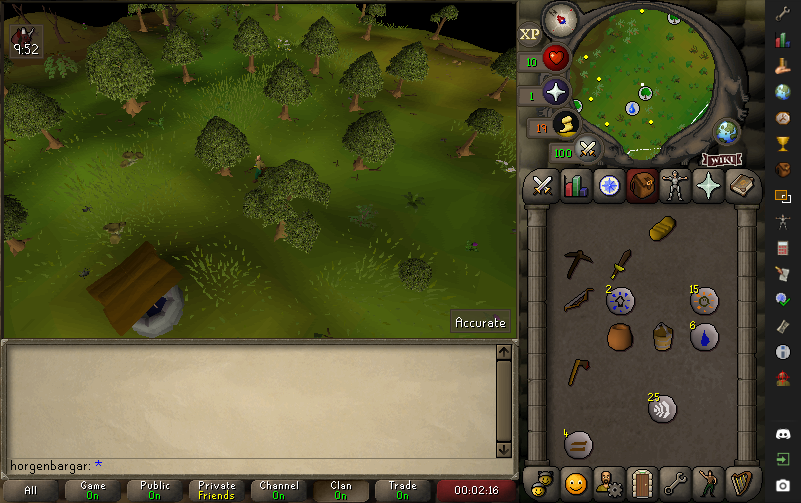 XP
9:52
10
1
19
100
WIKI
2
15
6
25
4
Accurate
horgenbargar: *
All
Game
On
Public
On
Private
Friends
Channel
On
Clan
On
Trade
On
00:02:16